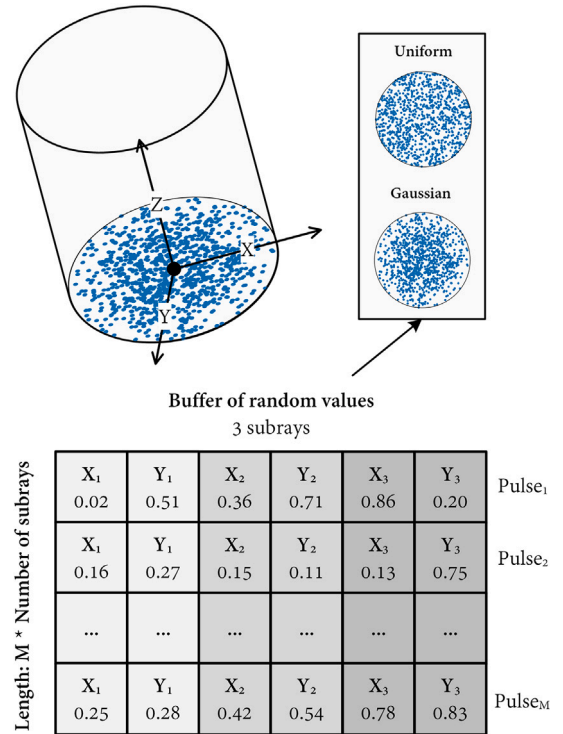 Uniform
Gaussian
Z
X
Y
Buffer of random values
3 subrays
Length: M * Number of subrays
X₁ Y₁ X₂ Y₂ X₃ Y₃
0.02 0.51 0.36 0.71 0.86 0.20
Pulse₁
X₁ Y₁ X₂ Y₂ X₃ Y₃
0.16 0.27 0.15 0.11 0.13 0.75
Pulse₂
... ... ... ... ... ...
X₁ Y₁ X₂ Y₂ X₃ Y₃
0.25 0.28 0.42 0.54 0.78 0.83
Pulse_M